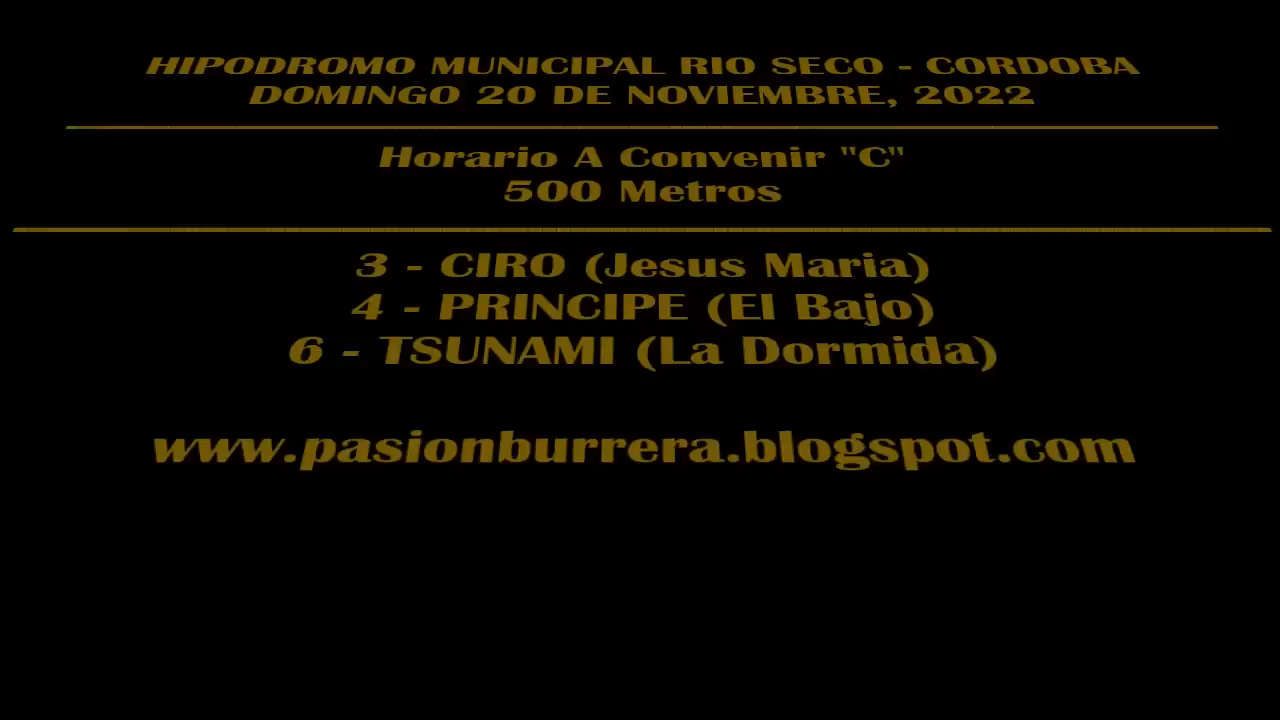 HIPODROMO MUNICIPAL RIO SECO - CORDOBA
DOMINGO 20 DE NOVIEMBRE, 2022
Horario A Convenir "C"
500 Metros
3 - CIRO (Jesus Maria)
4 - PRINCIPE (El Bajo)
6 - TSUNAMI (La Dormida)
www.pasionburrera.blogspot.com